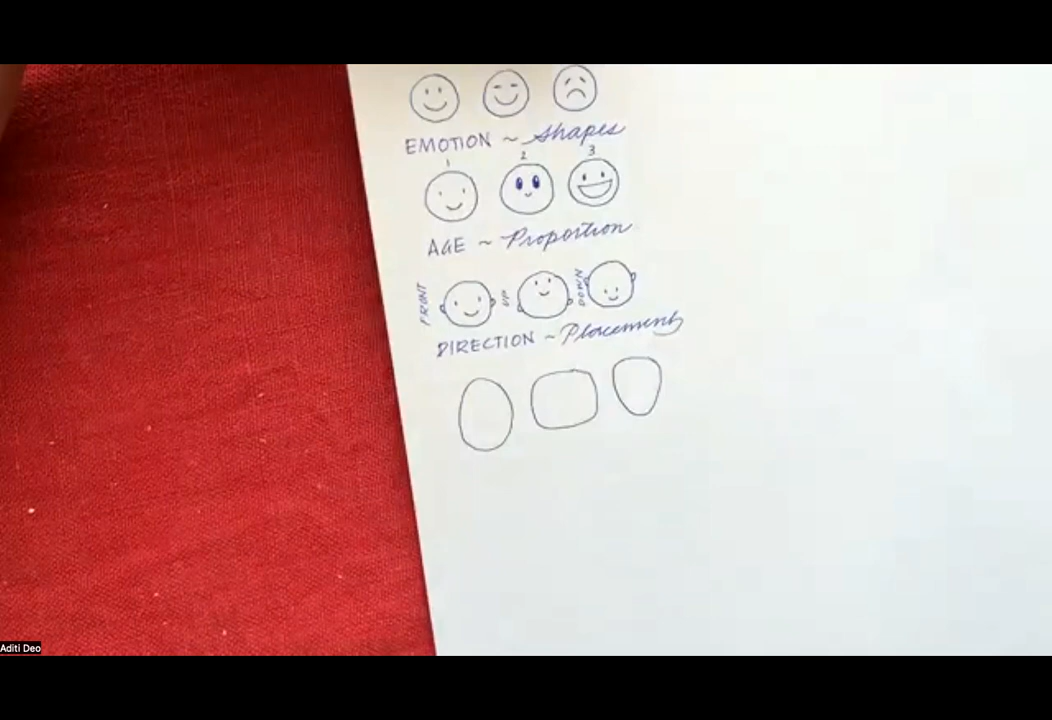 EMOTION ~ Shapes
1 2 3
AGE ~ Proportion
FRONT UP DOWN
DIRECTION ~ Placement
Aditi Deo